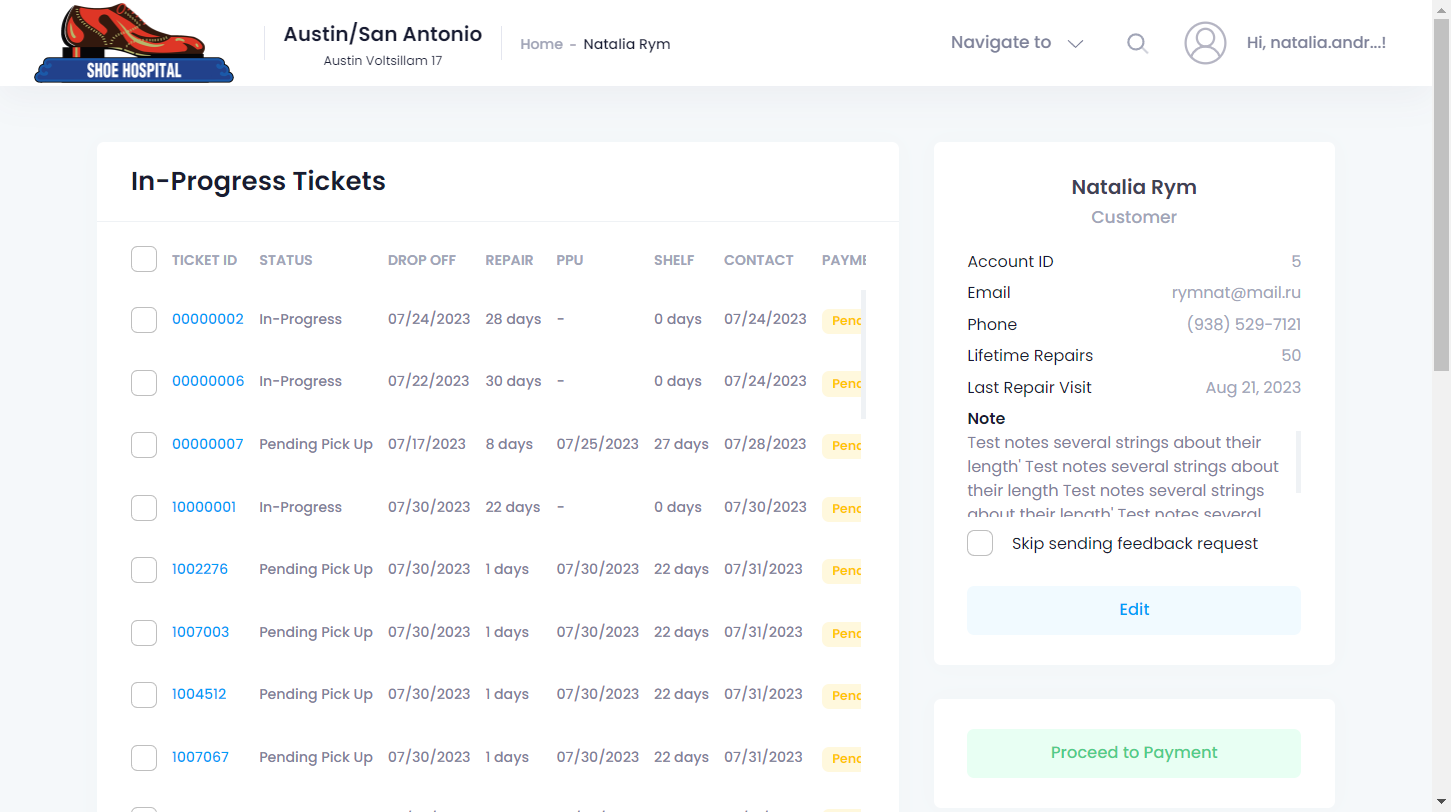 SHOE HOSPITAL
Austin/San Antonio
Austin Voltsillam 17
Home - Natalia Rym
Navigate to
Hi, natalia.andr...!
In-Progress Tickets
TICKET ID STATUS DROP OFF REPAIR PPU SHELF CONTACT PAYME
00000002 In-Progress 07/24/2023 28 days - 0 days 07/24/2023 Penc
00000006 In-Progress 07/22/2023 30 days - 0 days 07/24/2023 Penc
00000007 Pending Pick Up 07/17/2023 8 days 07/25/2023 27 days 07/28/2023 Penc
10000001 In-Progress 07/30/2023 22 days - 0 days 07/30/2023 Penc
1002276 Pending Pick Up 07/30/2023 1 days 07/30/2023 22 days 07/31/2023 Penc
1007003 Pending Pick Up 07/30/2023 1 days 07/30/2023 22 days 07/31/2023 Penc
1004512 Pending Pick Up 07/30/2023 1 days 07/30/2023 22 days 07/31/2023 Penc
1007067 Pending Pick Up 07/30/2023 1 days 07/30/2023 22 days 07/31/2023 Penc
Natalia Rym
Customer
Account ID 5
Email rymnat@mail.ru
Phone (938) 529-7121
Lifetime Repairs 50
Last Repair Visit Aug 21, 2023
Note
Test notes several strings about their
length' Test notes several strings about
their length Test notes several strings
about their length' Test notes several
Skip sending feedback request
Edit
Proceed to Payment